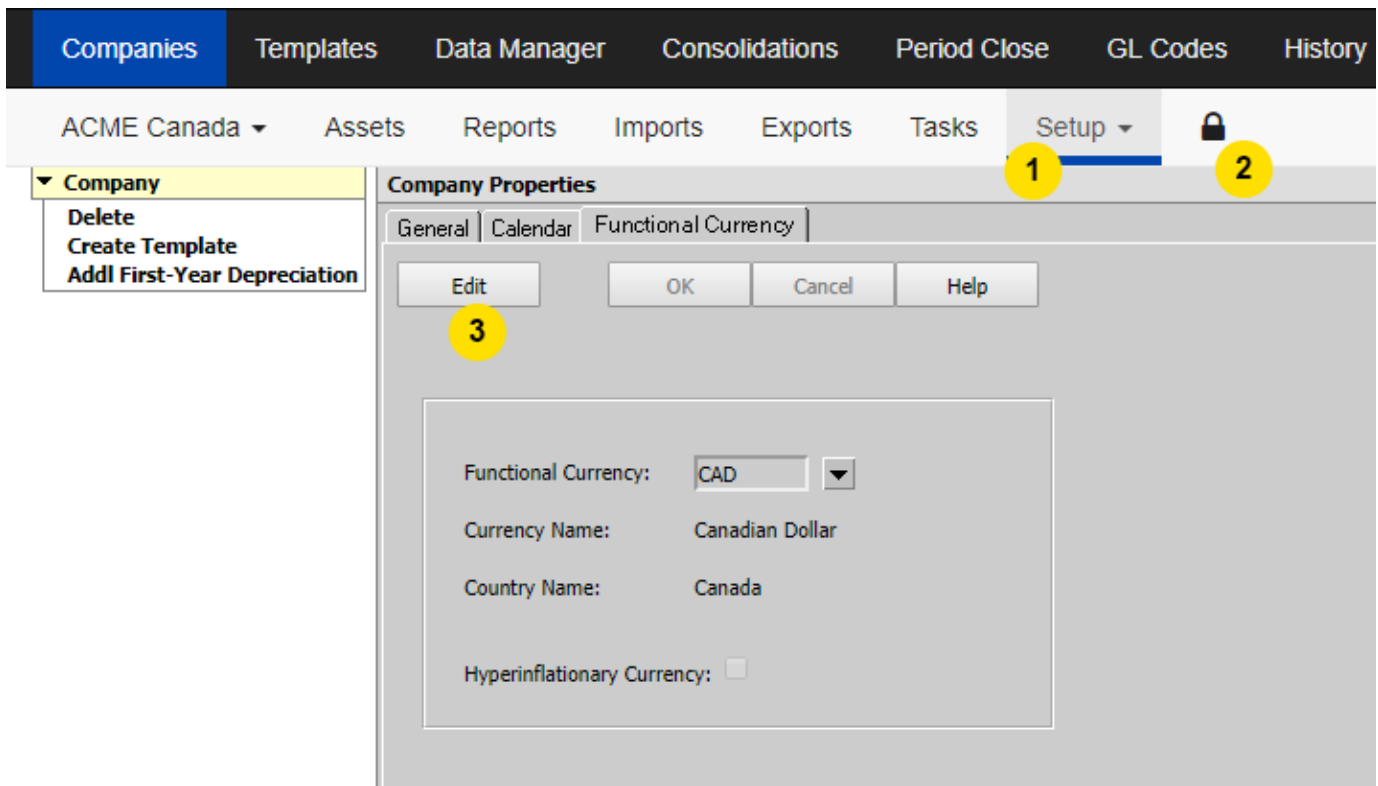 Companies Templates Data Manager Consolidations Period Close GL Codes History
ACME Canada Assets Reports Imports Exports Tasks Setup
1 2
Company
Delete
Create Template
Addl First-Year Depreciation
Company Properties
General Calendar Functional Currency
Edit OK Cancel Help
3
Functional Currency: CAD
Currency Name: Canadian Dollar
Country Name: Canada
Hyperinflationary Currency: